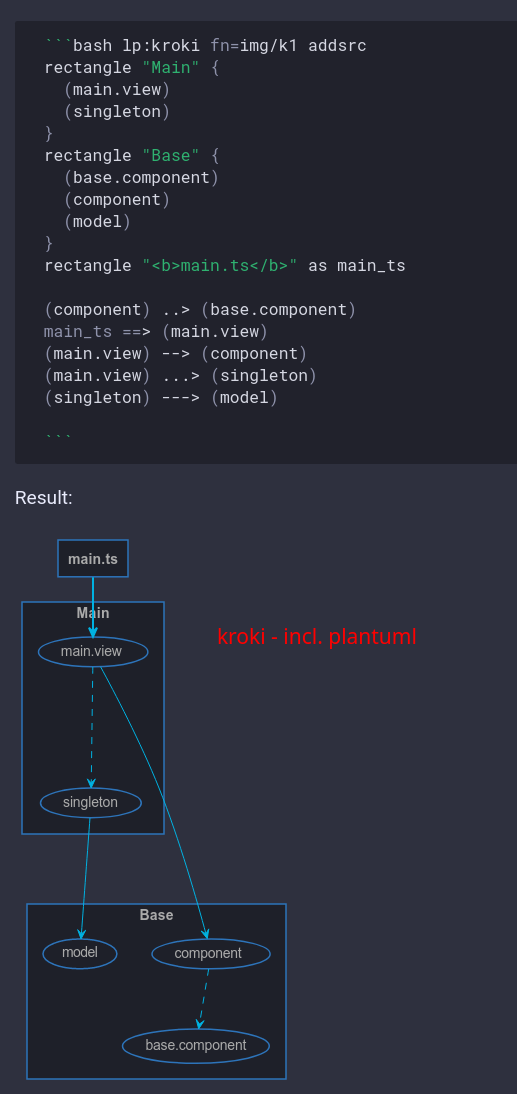 ```bash lp:kroki fn=img/k1 addsrc
rectangle "Main" {
  (main.view)
  (singleton)
}
rectangle "Base" {
  (base.component)
  (component)
  (model)
}
rectangle "<b>main.ts</b>" as main_ts

(component) ..> (base.component)
main_ts ==> (main.view)
(main.view) --> (component)
(main.view) ...> (singleton)
(singleton) ---> (model)

```
Result:
main.ts
Main
kroki - incl. plantuml
main.view
singleton
Base
model
component
base.component